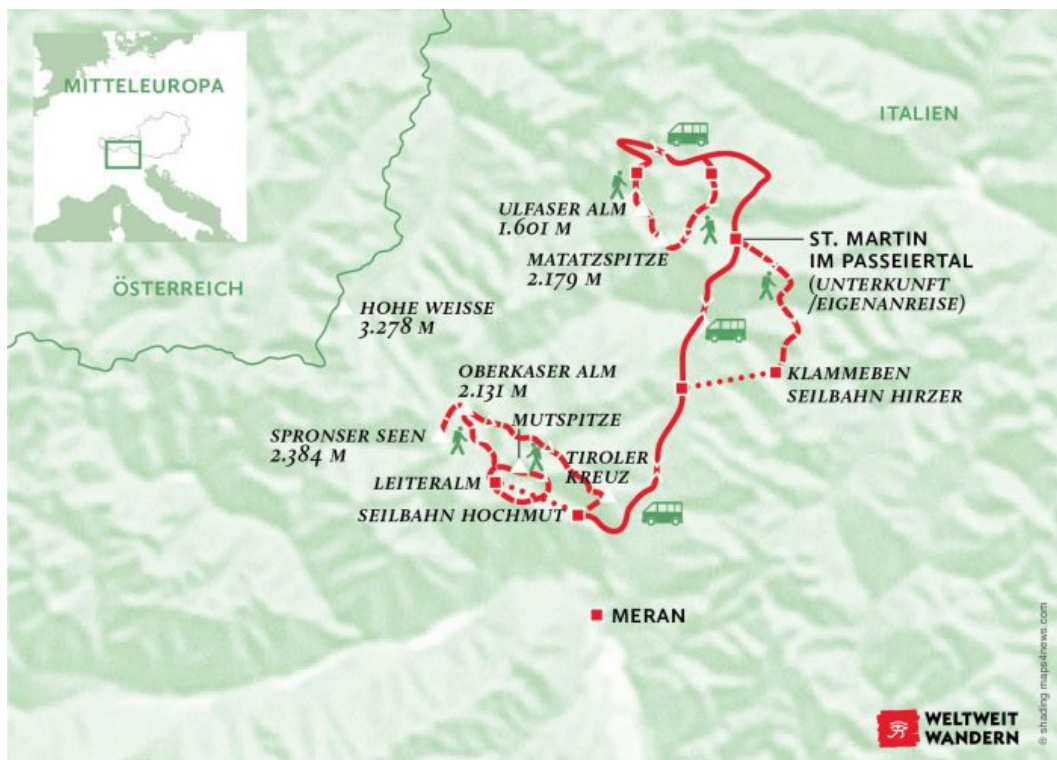 MITTELEUROPA
ITALIEN
ÖSTERREICH
ULFASER ALM
1.601 M
MATATZSPITZE
2.179 M
ST. MARTIN
IM PASSEIERTAL
(UNTERKUNFT
/EIGENANREISE)
HOHE WEISSE
3.278 M
OBERKASER ALM
2.131 M
MUTSPITZE
KLAMMEBEN
SEILBAHN HIRZER
SPRONSER SEEN
2.384 M
TIROLER
KREUZ
LEITERALM
SEILBAHN HOCHMUT
MERAN
WELTWEIT
WANDERN
© shading maps4news.com